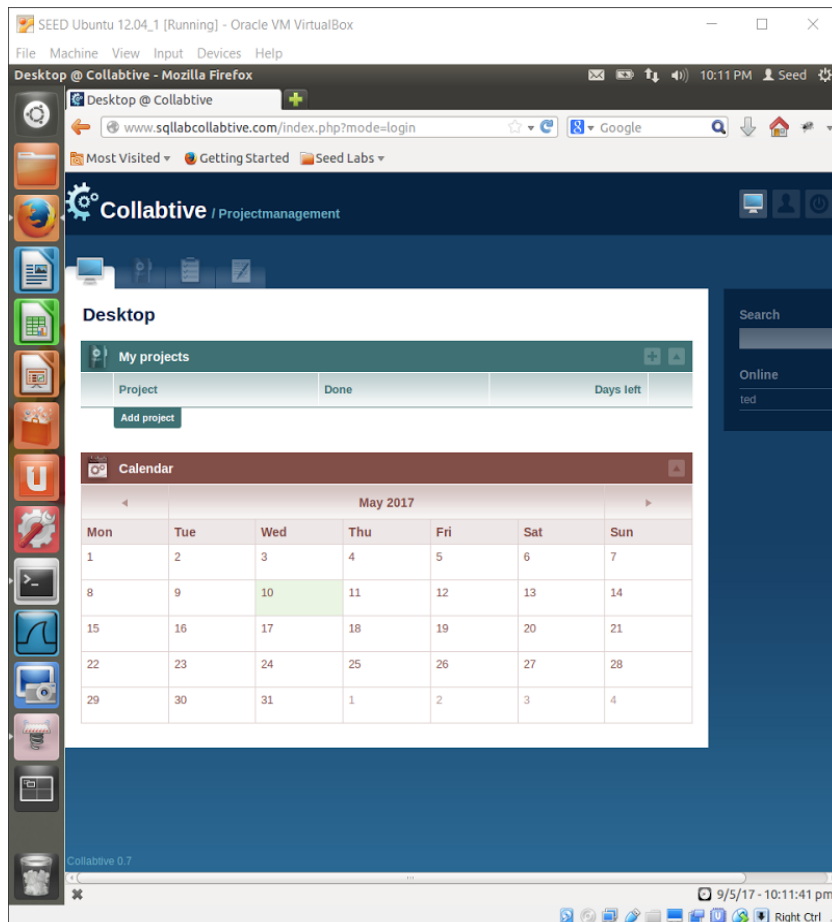 SEED Ubuntu 12.04_1 [Running] - Oracle VM VirtualBox
File Machine View Input Devices Help
Desktop @ Collabtive - Mozilla Firefox 10:11 PM Seed
Desktop @ Collabtive
www.sqllabcollabtive.com/index.php?mode=login Google
Most Visited Getting Started Seed Labs
Collabtive / Projectmanagement
Desktop
My projects
Project Done Days left
Add project
Calendar
May 2017
Mon Tue Wed Thu Fri Sat Sun
1 2 3 4 5 6 7
8 9 10 11 12 13 14
15 16 17 18 19 20 21
22 23 24 25 26 27 28
29 30 31 1 2 3 4
Search
Online
ted
Collabtive 0.7
9/5/17 - 10:11:41 pm
Right Ctrl